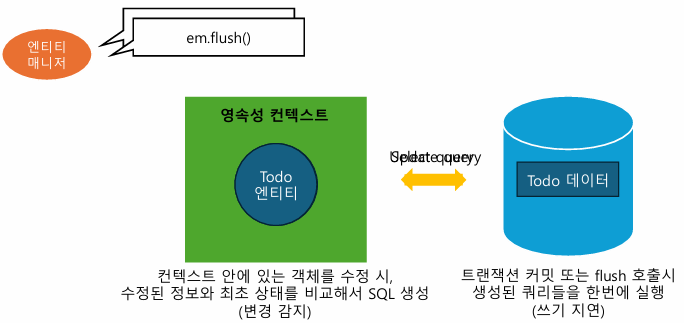 엔티티
매니저
em.flush()
영속성 컨텍스트
Todo
엔티티
query
Todo 데이터
컨텍스트 안에 있는 객체를 수정 시,
수정된 정보와 최초 상태를 비교해서 SQL 생성
(변경 감지)
트랜잭션 커밋 또는 flush 호출시
생성된 쿼리들을 한번에 실행
(쓰기 지연)